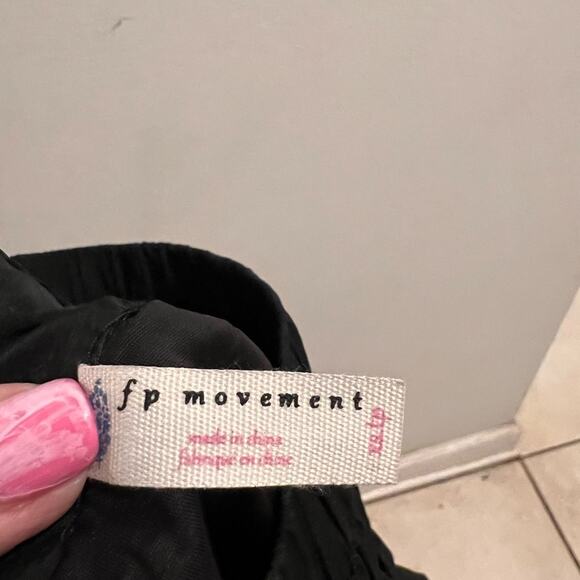 fp movement
made in china
fabriqué en chine
xs tp